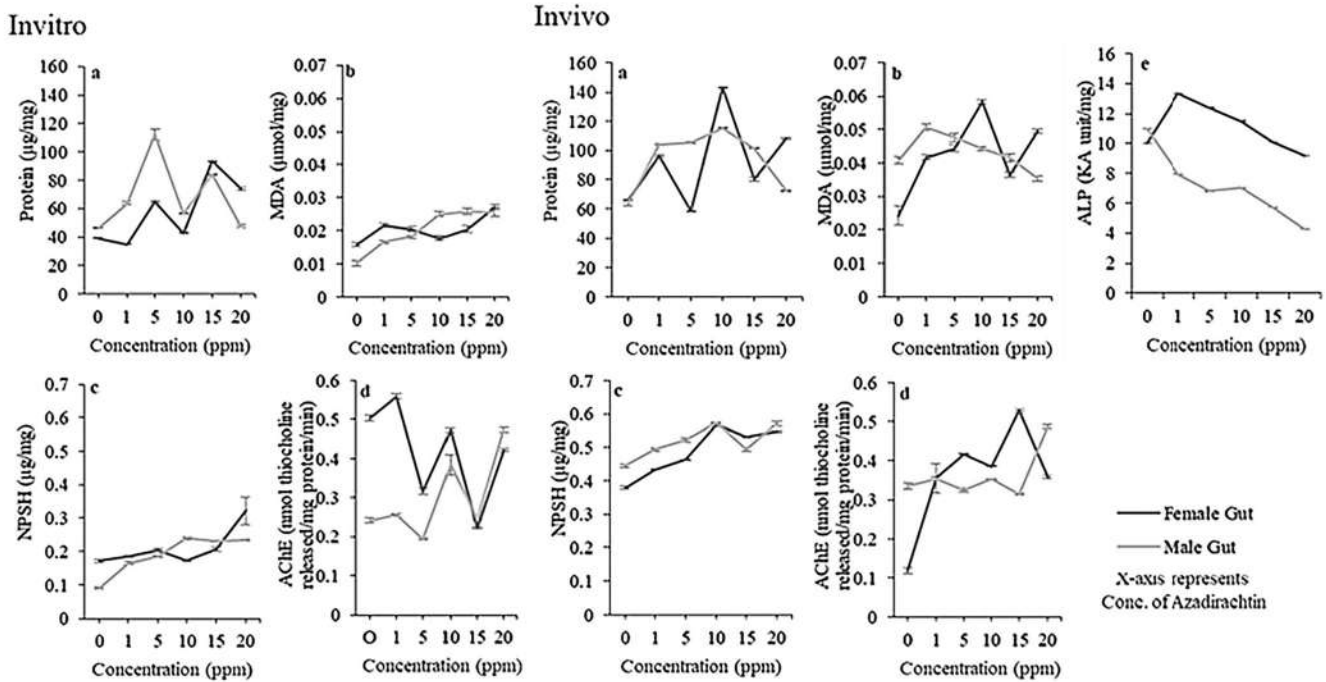 Invitro
Invivo
a
Protein (µg/mg)
160
140
120
100
80
60
40
20
0
0 1 5 10 15 20
Concentration (ppm)
b
MDA (µmol/mg)
0.07
0.06
0.05
0.04
0.03
0.02
0.01
0
0 1 5 10 15 20
Concentration (ppm)
a
Protein (µg/mg)
160
140
120
100
80
60
40
20
0
0 1 5 10 15 20
Concentration (ppm)
b
MDA (µmol/mg)
0.07
0.06
0.05
0.04
0.03
0.02
0.01
0
0 1 5 10 15 20
Concentration (ppm)
e
ALP (KA unit/mg)
16
14
12
10
8
6
4
2
0
0 1 5 10 15 20
Concentration (ppm)
c
NPSH (µg/mg)
0.7
0.6
0.5
0.4
0.3
0.2
0.1
0
0 1 5 10 15 20
Concentration (ppm)
d
AChE (nmol thiocholine
released/mg protein/min)
0.6
0.5
0.4
0.3
0.2
0.1
0
O 1 5 10 15 20
Concentration (ppm)
c
NPSH (µg/mg)
0.7
0.6
0.5
0.4
0.3
0.2
0.1
0
0 1 5 10 15 20
Concentration (ppm)
d
AChE (nmol thiocholine
released/mg protein/min)
0.6
0.5
0.4
0.3
0.2
0.1
0
0 1 5 10 15 20
Concentration (ppm)
Female Gut
Male Gut
X-axis represents
Conc. of Azadirachtin